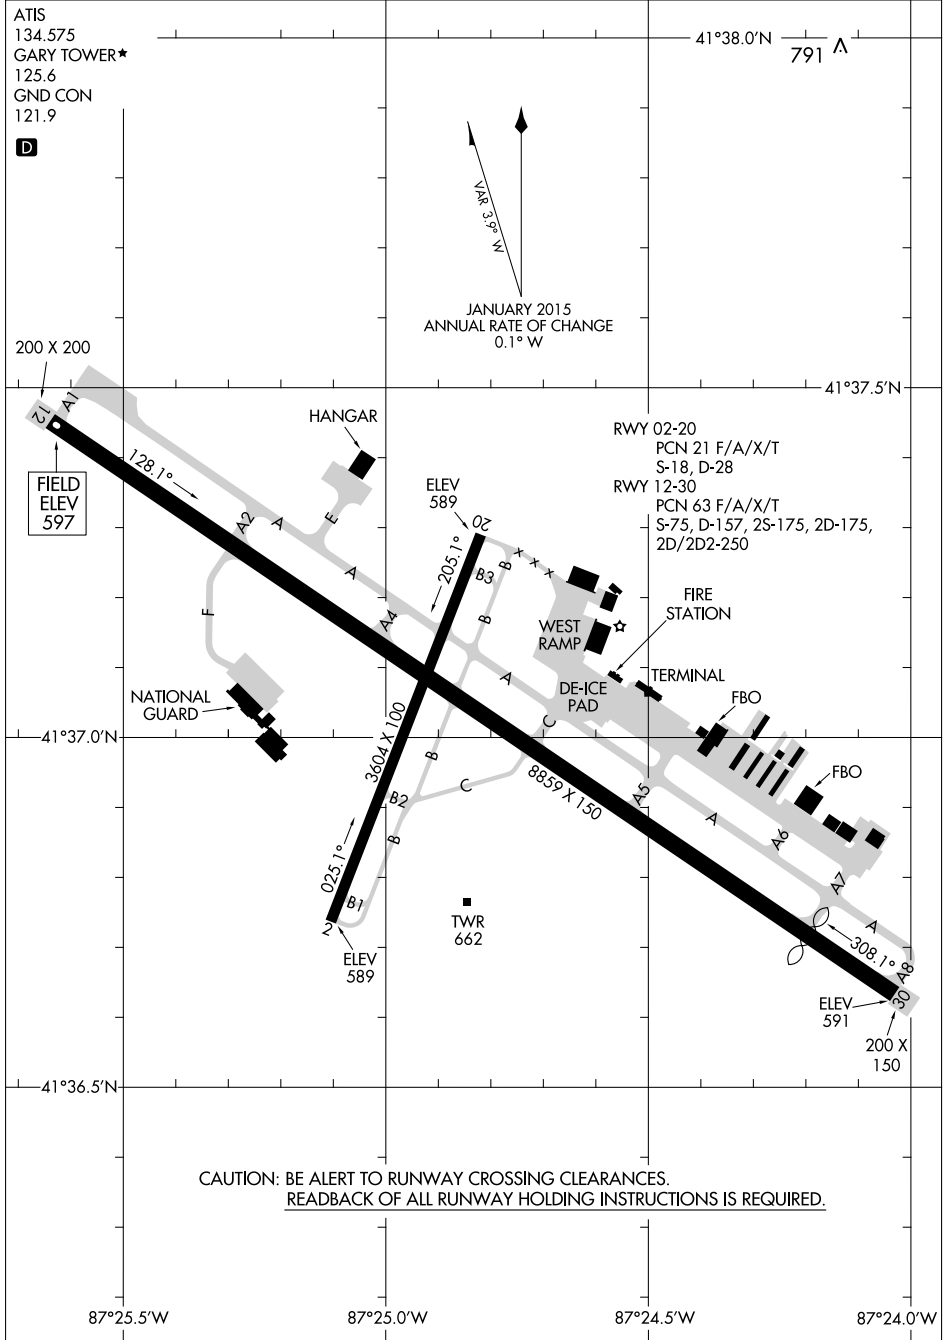 ATIS
134.575
GARY TOWER★
125.6
GND CON
121.9
D
41°38.0'N
791
VAR 3.9° W
JANUARY 2015
ANNUAL RATE OF CHANGE
0.1° W
200 X 200
41°37.5'N
A1
12
HANGAR
RWY 02-20
PCN 21 F/A/X/T
S-18, D-28
RWY 12-30
PCN 63 F/A/X/T
S-75, D-157, 2S-175, 2D-175,
2D/2D2-250
128.1°
FIELD
ELEV
597
ELEV
589
20
A2
A
E
205.1°
B
X X X
B3
A
F
A4
B
FIRE
STATION
WEST
RAMP
A
TERMINAL
DE-ICE
PAD
NATIONAL
GUARD
FBO
C
41°37.0'N
3604 X 100
B
8859 X 150
FBO
C
B2
A5
A
B
A6
025.1°
A7
B1
2
TWR
662
A
308.1°
ELEV
589
A8
30
ELEV
591
200 X
150
41°36.5'N
CAUTION: BE ALERT TO RUNWAY CROSSING CLEARANCES.
READBACK OF ALL RUNWAY HOLDING INSTRUCTIONS IS REQUIRED.
87°25.5'W
87°25.0'W
87°24.5'W
87°24.0'W